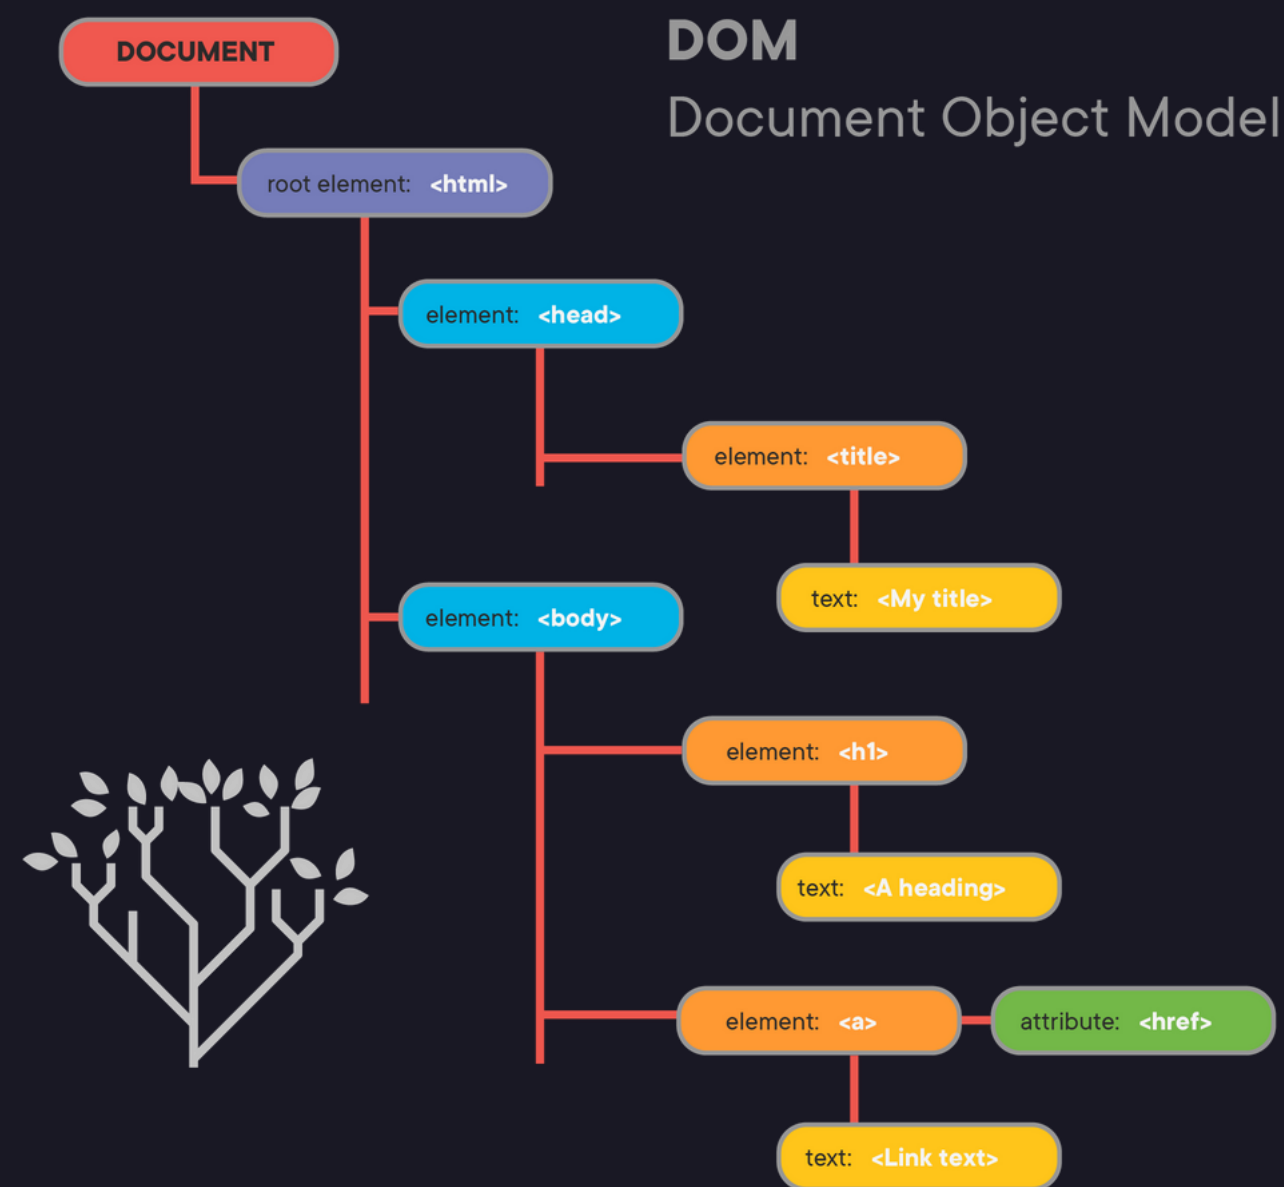 DOCUMENT
DOM
Document Object Model
root element: <html>
element: <head>
element: <title>
text: <My title>
element: <body>
element: <h1>
text: <A heading>
element: <a>
attribute: <href>
text: <Link text>